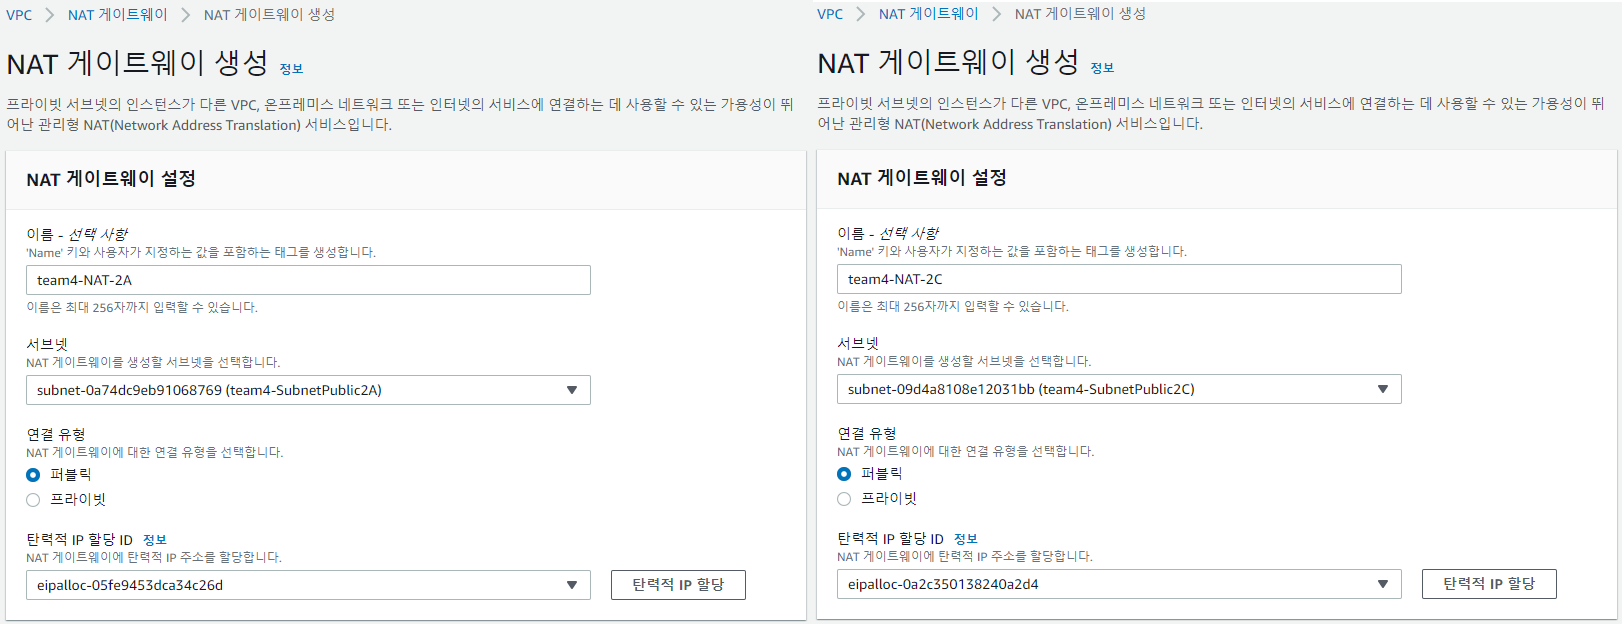 VPC > NAT 게이트웨이 > NAT 게이트웨이 생성
NAT 게이트웨이 생성 정보
프라이빗 서브넷의 인스턴스가 다른 VPC, 온프레미스 네트워크 또는 인터넷의 서비스에 연결하는 데 사용할 수 있는 가용성이 뛰
어난 관리형 NAT(Network Address Translation) 서비스입니다.
NAT 게이트웨이 설정
이름 - 선택 사항
'Name' 키와 사용자가 지정하는 값을 포함하는 태그를 생성합니다.
team4-NAT-2A
이름은 최대 256자까지 입력할 수 있습니다.
서브넷
NAT 게이트웨이를 생성할 서브넷을 선택합니다.
subnet-0a74dc9eb91068769 (team4-SubnetPublic2A)
연결 유형
NAT 게이트웨이에 대한 연결 유형을 선택합니다.
퍼블릭
프라이빗
탄력적 IP 할당 ID 정보
NAT 게이트웨이에 탄력적 IP 주소를 할당합니다.
eipalloc-05fe9453dca34c26d
탄력적 IP 할당
VPC > NAT 게이트웨이 > NAT 게이트웨이 생성
NAT 게이트웨이 생성 정보
프라이빗 서브넷의 인스턴스가 다른 VPC, 온프레미스 네트워크 또는 인터넷의 서비스에 연결하는 데 사용할 수 있는 가용성이 뛰
어난 관리형 NAT(Network Address Translation) 서비스입니다.
NAT 게이트웨이 설정
이름 - 선택 사항
'Name' 키와 사용자가 지정하는 값을 포함하는 태그를 생성합니다.
team4-NAT-2C
이름은 최대 256자까지 입력할 수 있습니다.
서브넷
NAT 게이트웨이를 생성할 서브넷을 선택합니다.
subnet-09d4a8108e12031bb (team4-SubnetPublic2C)
연결 유형
NAT 게이트웨이에 대한 연결 유형을 선택합니다.
퍼블릭
프라이빗
탄력적 IP 할당 ID 정보
NAT 게이트웨이에 탄력적 IP 주소를 할당합니다.
eipalloc-0a2c350138240a2d4
탄력적 IP 할당